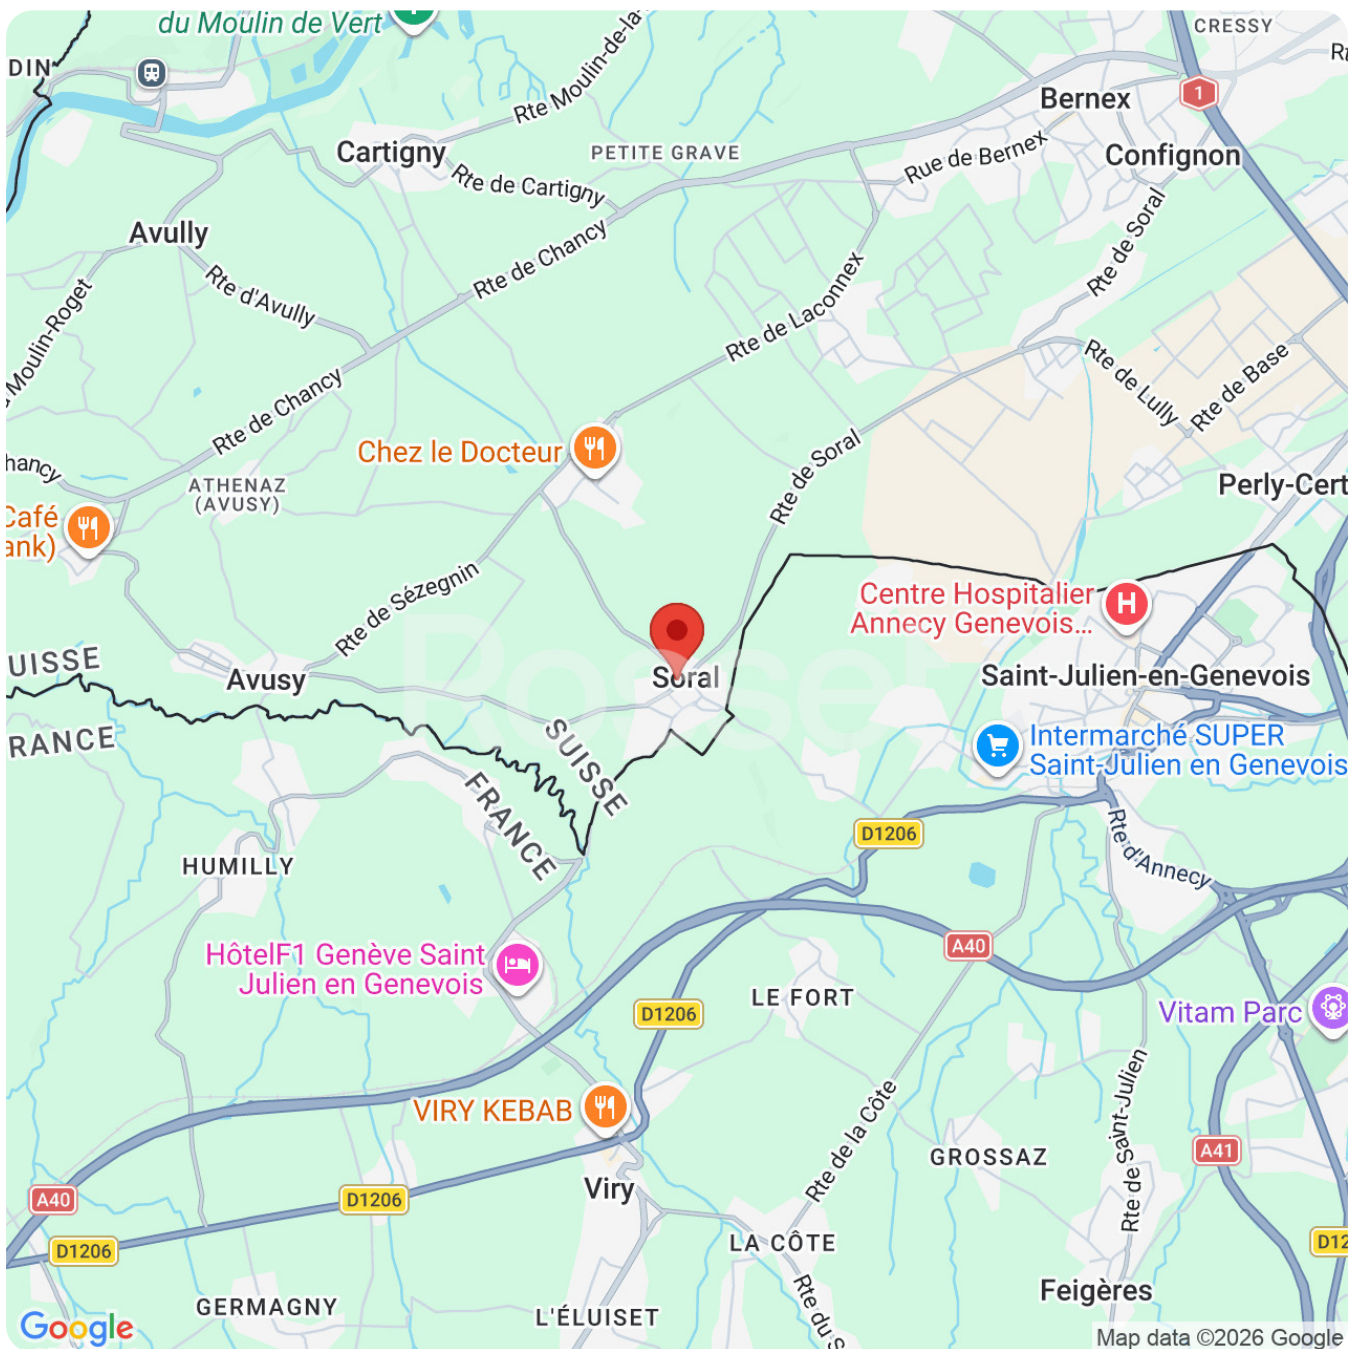 du Moulin de Vert
CRESSY
DIN
Bernex
1
Rte Moulin-de-la-
Cartigny
PETITE GRAVE
Rue de Bernex
Confignon
Rte de Cartigny
Rte de Soral
Avully
Rte de Chancy
Rte d'Avully
Rte de Laconnex
Moulin-Roget
Rte de Lully
Rte de Base
Rte de Chancy
Chez le Docteur
Rte de Soral
hancy
ATHENAZ
(AVUSY)
Perly-Cert
Café
ank)
Rte de Sézegnin
Centre Hospitalier
Annecy Genevois...
H
UISSE
Avusy
Soral
Saint-Julien-en-Genevois
RANCE
SUISSE
FRANCE
Intermarché SUPER
Saint-Julien en Genevois
D1206
Rte d'Annecy
HUMILLY
HôtelF1 Genève Saint
Julien en Genevois
A40
LE FORT
D1206
Vitam Parc
VIRY KEBAB
Rte de la Côte
Rte de Saint-Julien
GROSSAZ
A41
Viry
A40
D1206
D1206
LA CÔTE
D12
Feigères
GERMAGNY
L'ÉLUISET
Rte du S
Google
Map data ©2026 Google